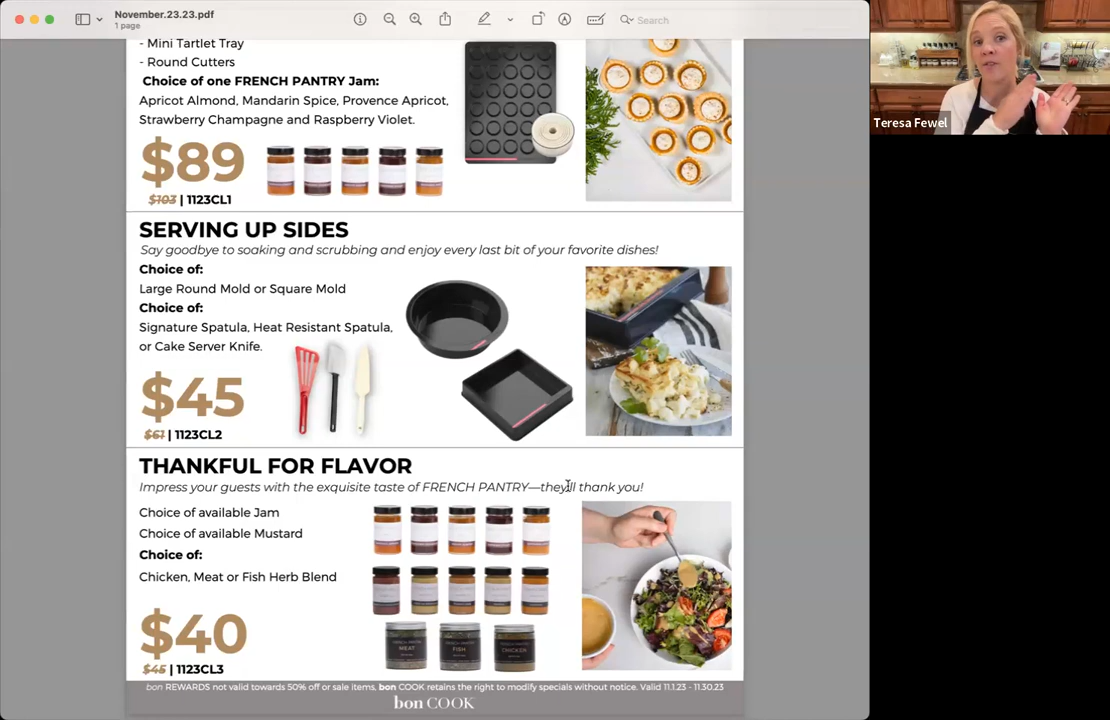 November.23.23.pdf
1 page
Search
Teresa Fewel
- Mini Tartlet Tray
- Round Cutters
Choice of one FRENCH PANTRY Jam:
Apricot Almond, Mandarin Spice, Provence Apricot,
Strawberry Champagne and Raspberry Violet.
$89
$103 | 1123CL1
SERVING UP SIDES
Say goodbye to soaking and scrubbing and enjoy every last bit of your favorite dishes!
Choice of:
Large Round Mold or Square Mold
Choice of:
Signature Spatula, Heat Resistant Spatula,
or Cake Server Knife.
$45
$61 | 1123CL2
THANKFUL FOR FLAVOR
Impress your guests with the exquisite taste of FRENCH PANTRY—they'll thank you!
Choice of available Jam
Choice of available Mustard
Choice of:
Chicken, Meat or Fish Herb Blend
MEAT
FISH
CHICKEN
$40
$45 | 1123CL3
bon REWARDS not valid towards 50% off or sale items, bon COOK retains the right to modify specials without notice. Valid 11.1.23 - 11.30.23
bon COOK